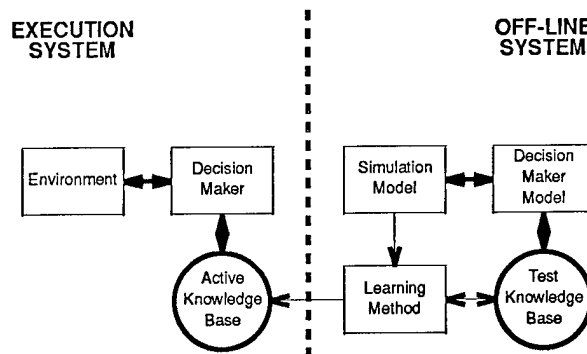 EXECUTION
SYSTEM
OFF-LINE
SYSTEM
Environment
Decision
Maker
Simulation
Model
Decision
Maker
Model
Active
Knowledge
Base
Learning
Method
Test
Knowledge
Base